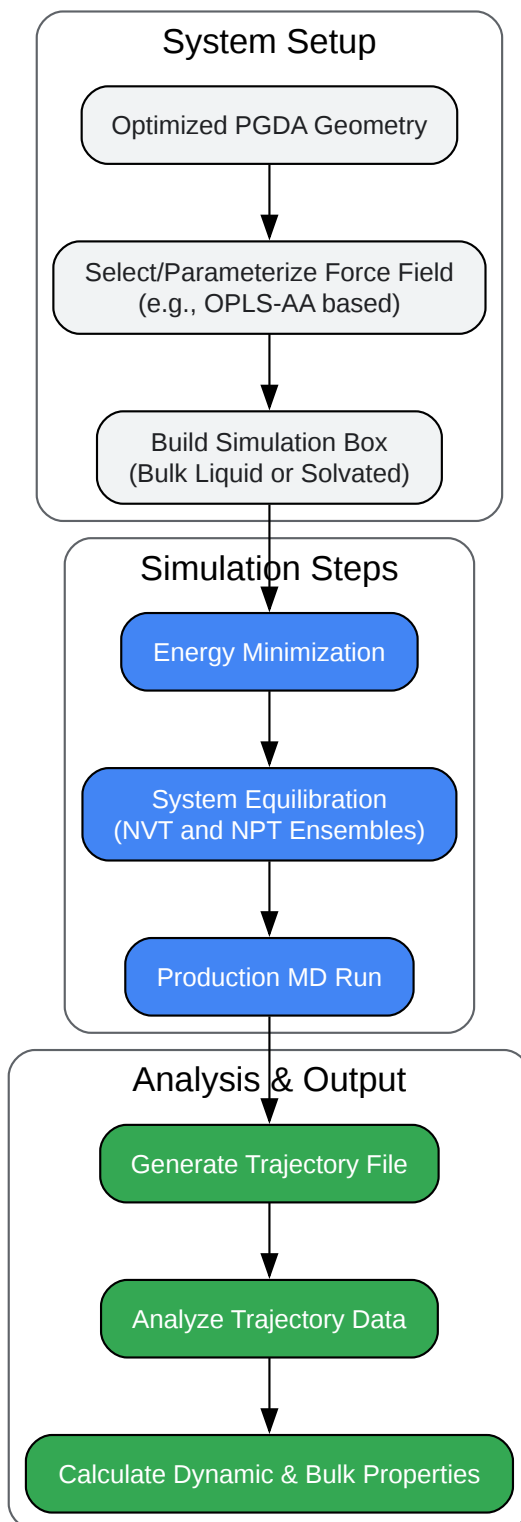 System Setup
Optimized PGDA Geometry
Select/Parameterize Force Field
(e.g., OPLS-AA based)
Build Simulation Box
(Bulk Liquid or Solvated)
Simulation Steps
Energy Minimization
System Equilibration
(NVT and NPT Ensembles)
Production MD Run
Analysis & Output
Generate Trajectory File
Analyze Trajectory Data
Calculate Dynamic & Bulk Properties